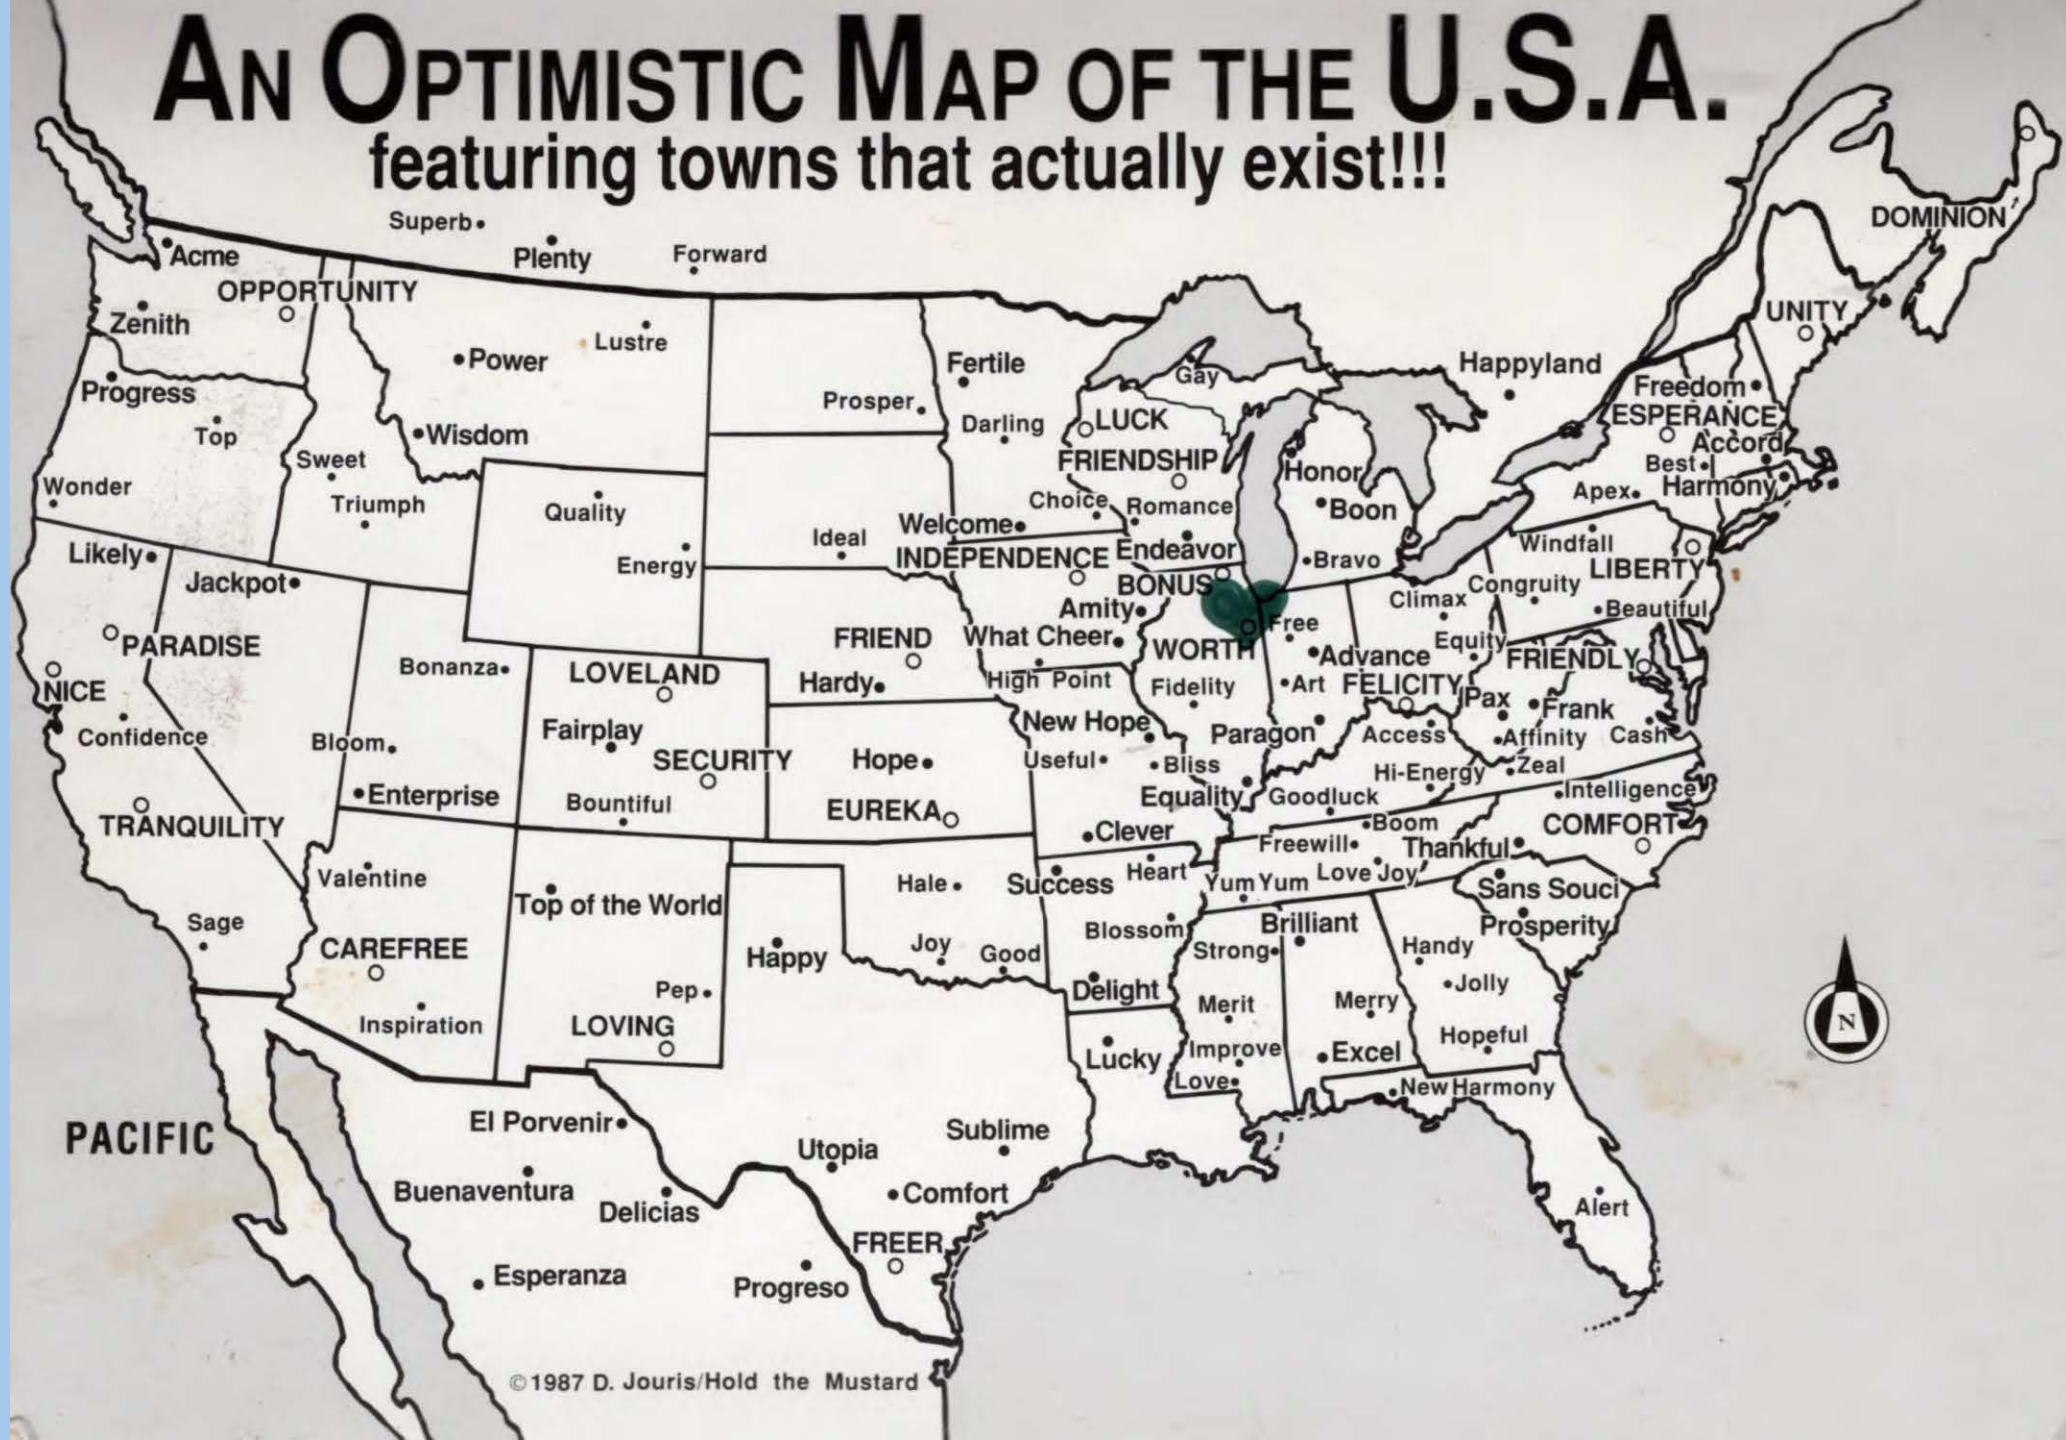 AN OPTIMISTIC MAP OF THE U.S.A.
featuring towns that actually exist!!!
Superb
Plenty
Forward
DOMINION
Acme
OPPORTUNITY
Zenith
Lustre
Power
UNITY
Fertile
Gay
Happyland
Progress
Top
Wisdom
Prosper
Darling
LUCK
Freedom
ESPERANCE
Accord
Sweet
Triumph
Wonder
FRIENDSHIP
Honor
Best
Harmony
Apex
Quality
Choice
Romance
Boon
Welcome
Ideal
Energy
Likely
Jackpot
INDEPENDENCE
Endeavor
Bravo
Windfall
LIBERTY
BONUS
Climax
Congruity
Amity
Beautiful
PARADISE
FRIEND
What Cheer
Free
WORTH
Advance
Equity
FRIENDLY
Bonanza
LOVELAND
Hardy
High Point
Fidelity
Art
FELICITY
Pax
NICE
Confidence
Frank
Fairplay
New Hope
Paragon
Access
Affinity
Cash
Bloom
SECURITY
Hope
Useful
Bliss
Hi-Energy
Zeal
Enterprise
Bountiful
EUREKA
Equality
Goodluck
Intelligence
TRANQUILITY
Clever
Boom
COMFORT
Freewill
Thankful
Valentine
Top of the World
Hale
Success
Heart
Yum Yum
Love Joy
Sans Souci
Sage
Blossom
Brilliant
Prosperity
CAREFREE
Happy
Joy
Good
Strong
Handy
Pep
Delight
Jolly
Inspiration
LOVING
Merit
Merry
Hopeful
Lucky
Improve
Excel
Love
New Harmony
N
PACIFIC
El Porvenir
Utopia
Sublime
Buenaventura
Delicias
Comfort
Alert
FREER
Esperanza
Progreso
©1987 D. Jouris/Hold the Mustard